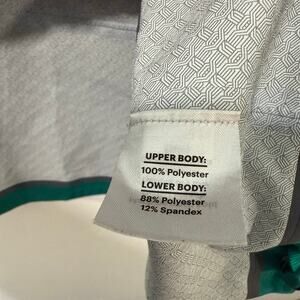 UPPER BODY:
100% Polyester
LOWER BODY:
88% Polyester
12% Spandex